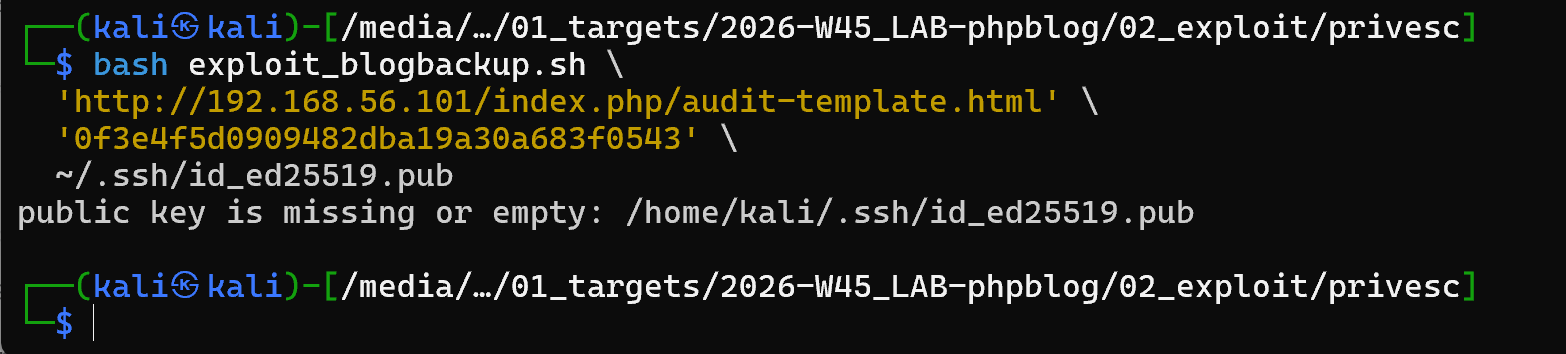 ┌──(kali㉿kali)-[/media/…/01_targets/2026-W45_LAB-phpblog/02_exploit/privesc]
└─$ bash exploit_blogbackup.sh \
  'http://192.168.56.101/index.php/audit-template.html' \
  '0f3e4f5d0909482dba19a30a683f0543' \
  ~/.ssh/id_ed25519.pub
public key is missing or empty: /home/kali/.ssh/id_ed25519.pub
┌──(kali㉿kali)-[/media/…/01_targets/2026-W45_LAB-phpblog/02_exploit/privesc]
└─$